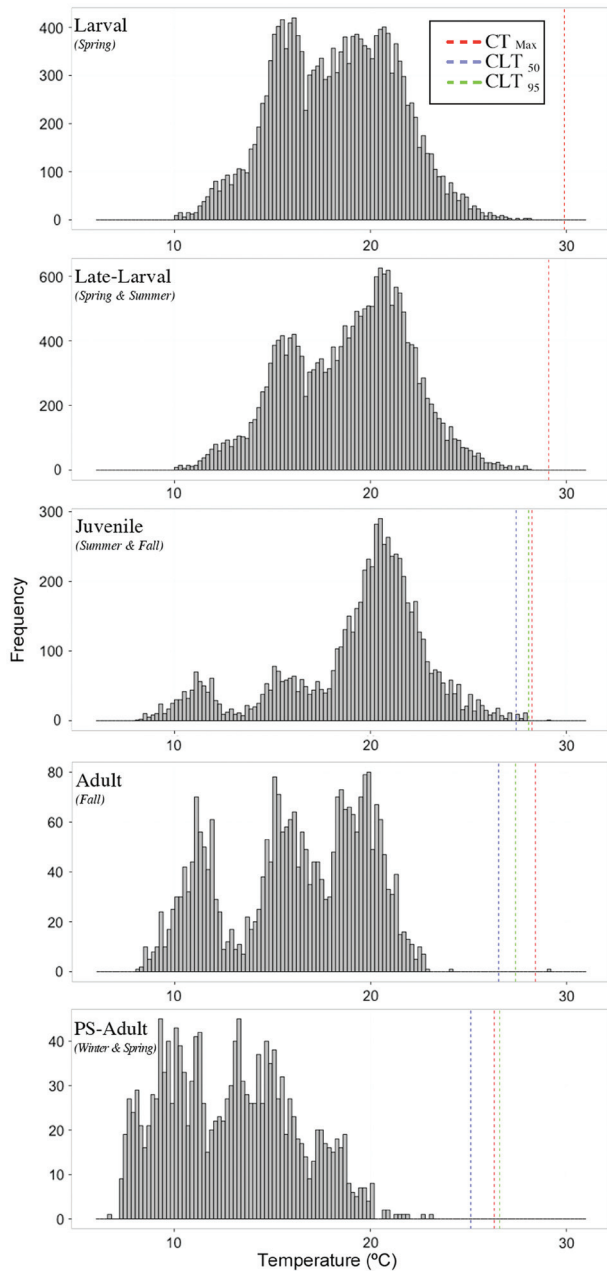 Larval
(Spring)
CT Max
CLT 50
CLT 95
400
300
200
100
0
10
20
30
Late-Larval
(Spring & Summer)
600
400
200
0
10
20
30
Juvenile
(Summer & Fall)
300
200
100
0
10
20
30
Frequency
Adult
(Fall)
80
60
40
20
0
10
20
30
PS-Adult
(Winter & Spring)
40
30
20
10
0
10
20
30
Temperature (ºC)